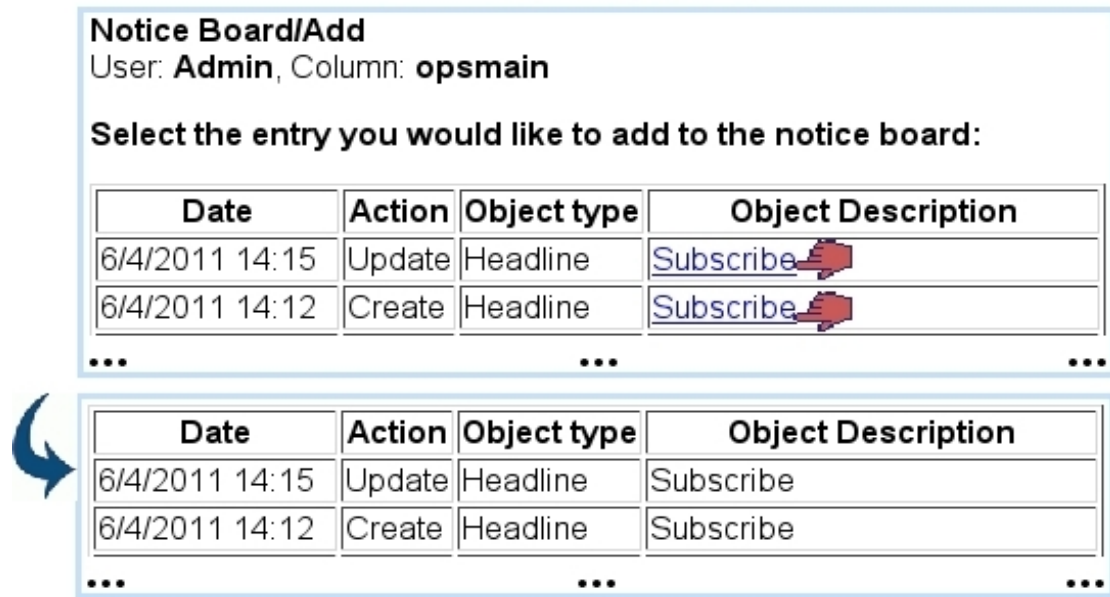 Notice Board/Add
User: Admin, Column: opsmain
Select the entry you would like to add to the notice board:
Date Action Object type Object Description
6/4/2011 14:15 Update Headline Subscribe
6/4/2011 14:12 Create Headline Subscribe
... ... ...
Date Action Object type Object Description
6/4/2011 14:15 Update Headline Subscribe
6/4/2011 14:12 Create Headline Subscribe
... ... ...